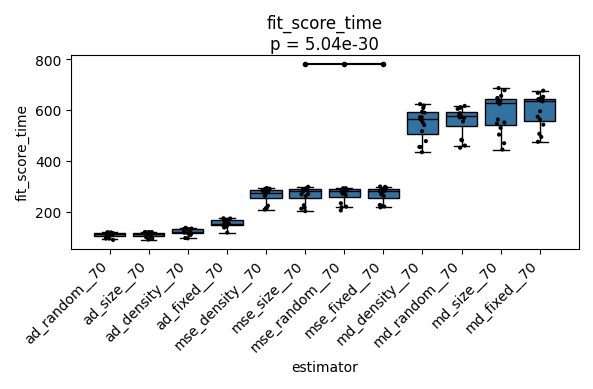 fit_score_time
p = 5.04e-30
fit_score_time
800
600
400
200
ad_random__70
ad_size__70
ad_density__70
ad_fixed__70
mse_density__70
mse_size__70
mse_random__70
mse_fixed__70
md_density__70
md_random__70
md_size__70
md_fixed__70
estimator